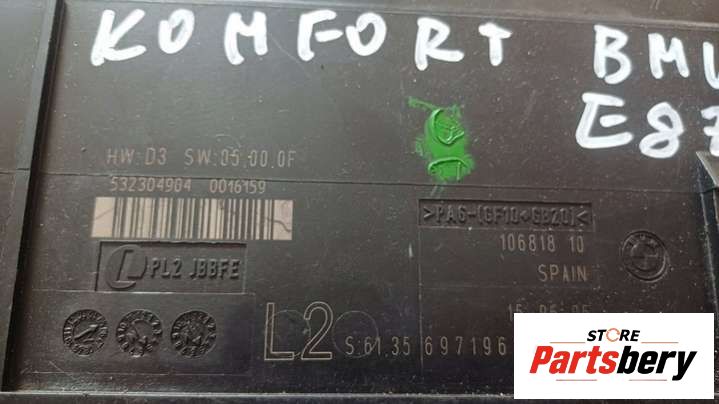 KOMFORT BMW
E87
HW:D3 SW:05.00.0F
532304904 0016159
>PA6-(GF10+GB20)<
106818 10
PL2 JBBFE
SPAIN
L2 S 61.35 697196
STORE
Partsbery